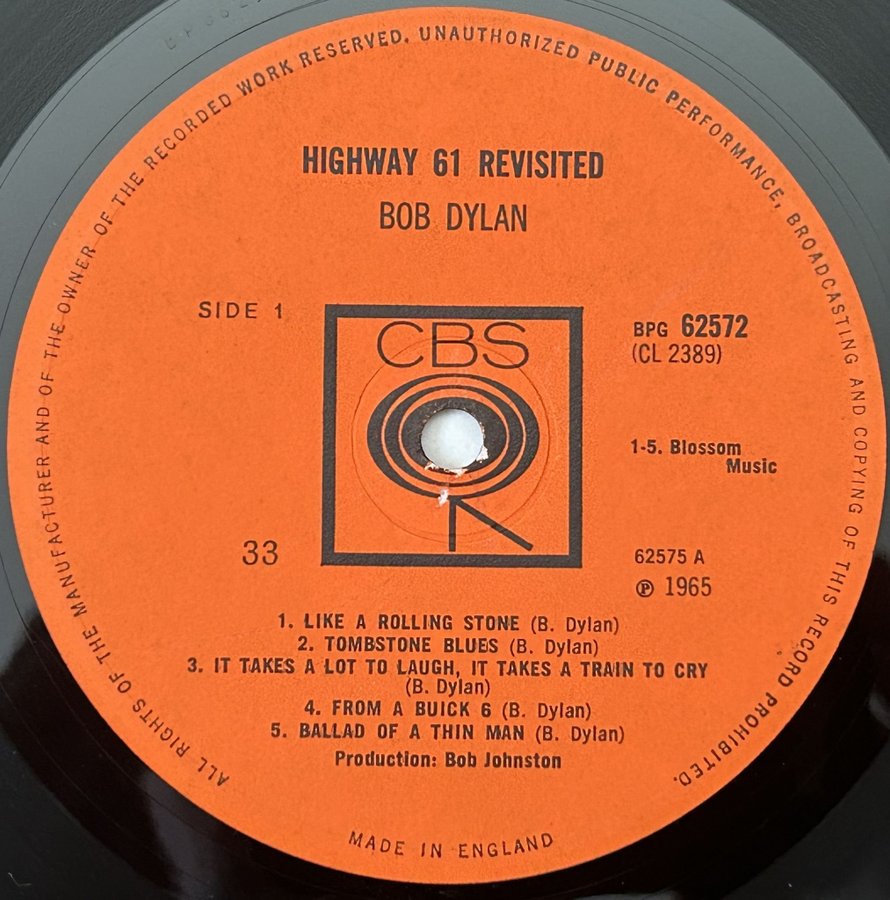 ALL RIGHTS OF THE MANUFACTURER AND OF THE OWNER OF THE RECORDED WORK RESERVED. UNAUTHORIZED PUBLIC PERFORMANCE, BROADCASTING AND COPYING OF THIS RECORD PROHIBITED.
HIGHWAY 61 REVISITED
BOB DYLAN
SIDE 1
CBS
BPG 62572
(CL 2389)
1-5. Blossom
Music
33
62575 A
℗ 1965
1. LIKE A ROLLING STONE (B. Dylan)
2. TOMBSTONE BLUES (B. Dylan)
3. IT TAKES A LOT TO LAUGH, IT TAKES A TRAIN TO CRY
(B. Dylan)
4. FROM A BUICK 6 (B. Dylan)
5. BALLAD OF A THIN MAN (B. Dylan)
Production: Bob Johnston
MADE IN ENGLAND